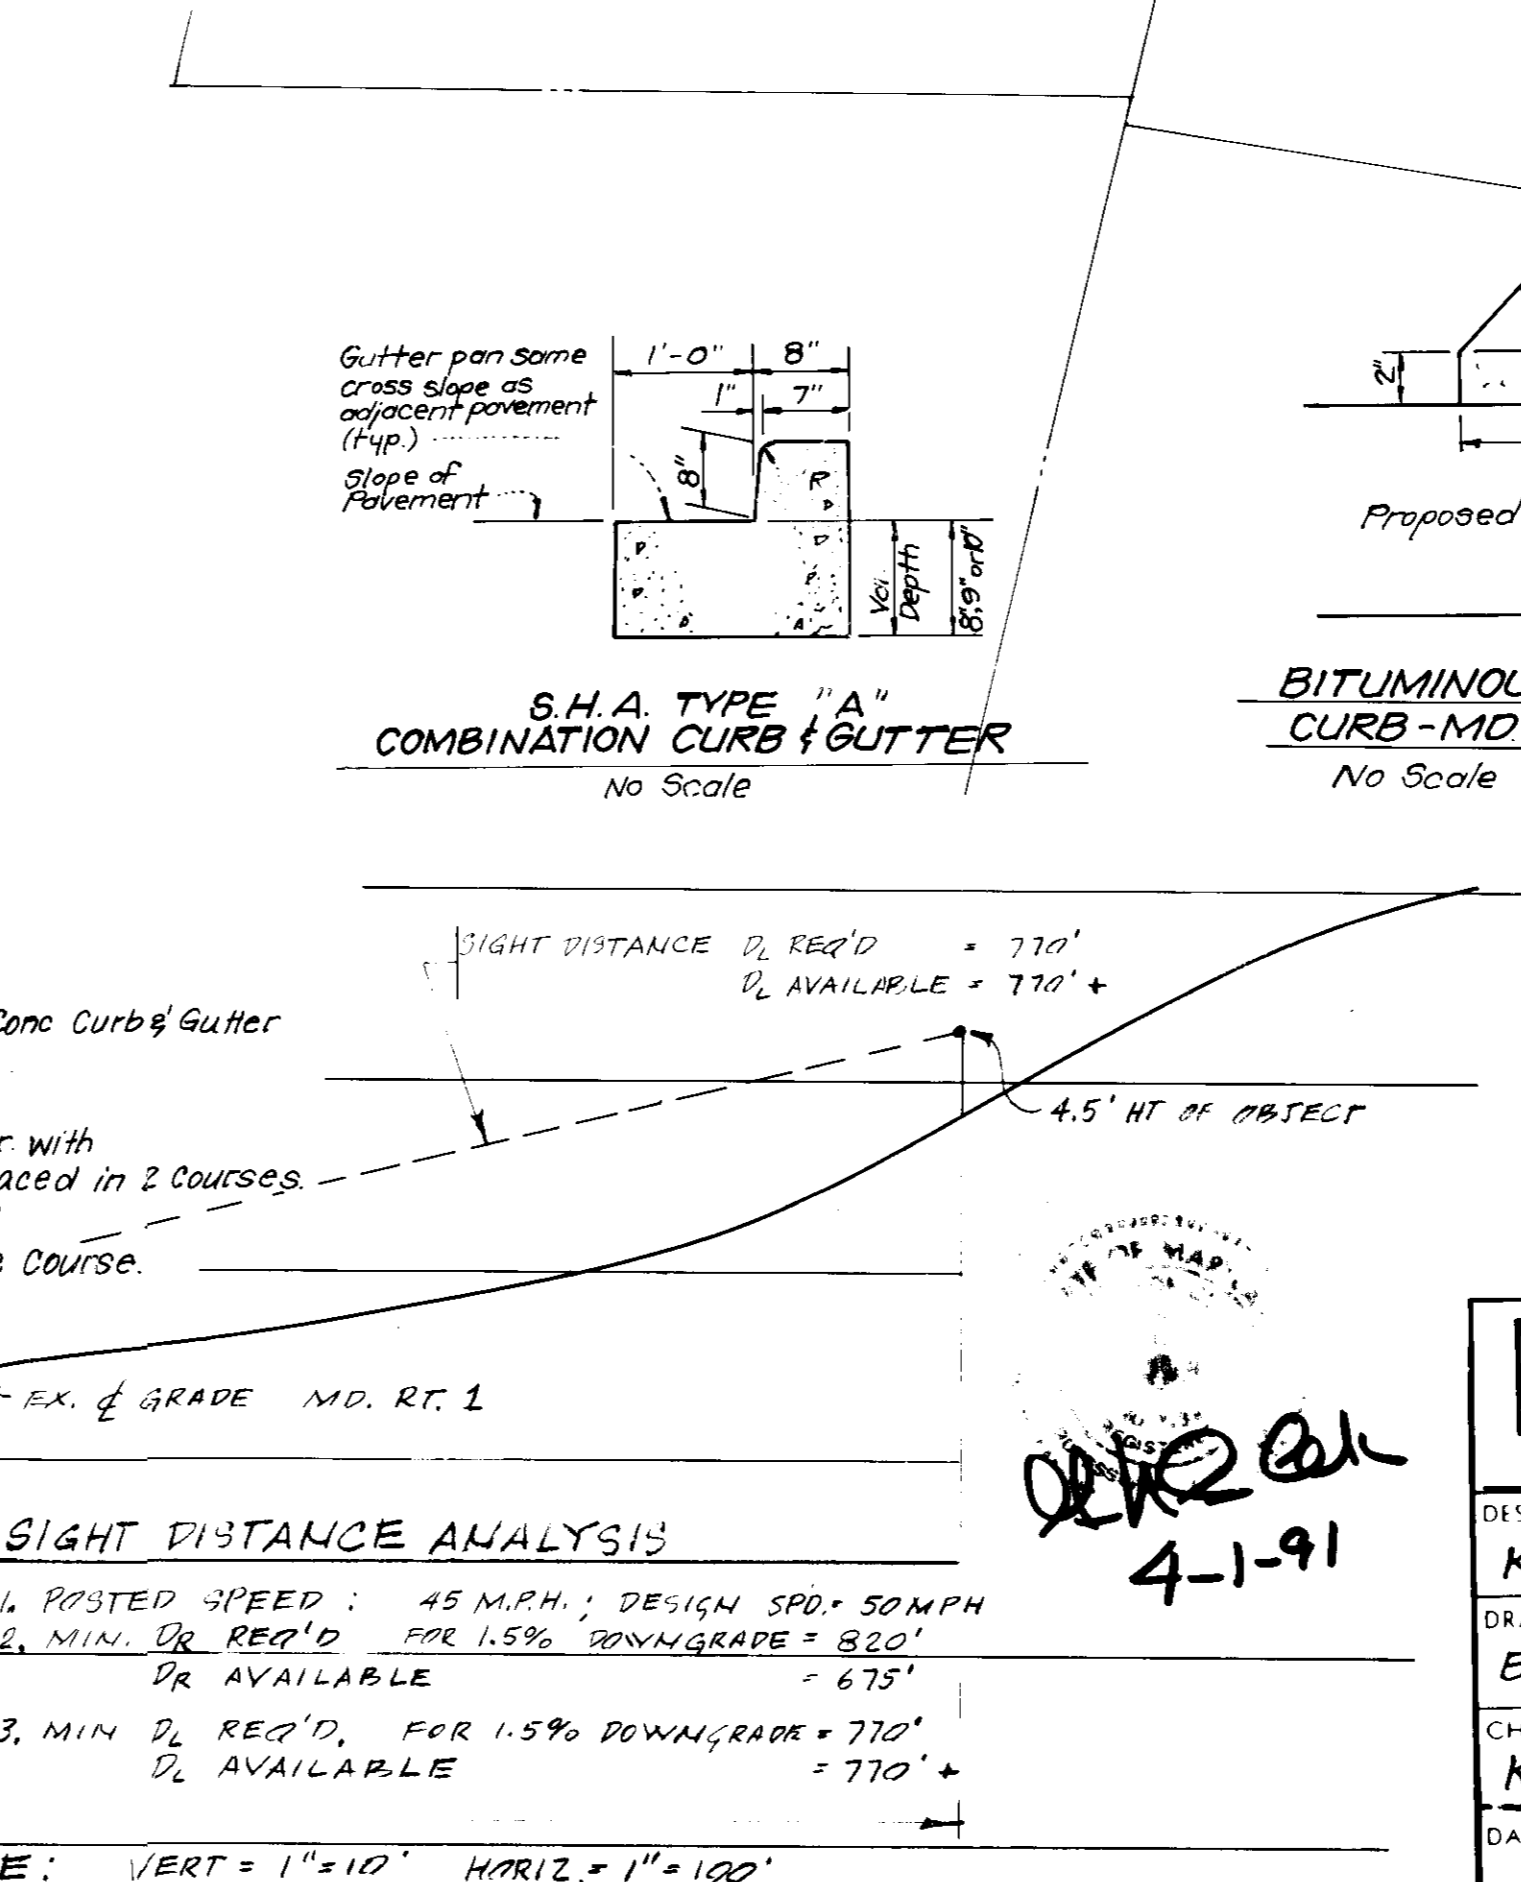 Gutter pan same
cross slope as
adjacent pavement
(typ.)
Slope of
Pavement
1'-0"
8"
1"
7"
8"
R
Var.
Depth
8", 9" or 10"
S.H.A. TYPE "A"
COMBINATION CURB & GUTTER
No Scale
2"
Proposed
BITUMINOU
CURB - MD.
No Scale
SIGHT DISTANCE DL REQ'D = 770'
DL AVAILABLE = 770' +
Conc Curb & Gutter
4.5' HT OF OBJECT
r. with
aced in 2 Courses.
Course.
EX. ₵ GRADE MD. RT. 1
OF MAR
4-1-91
SIGHT DISTANCE ANALYSIS
1. POSTED SPEED : 45 M.P.H. ; DESIGN SPD. = 50 MPH
2. MIN. DR REQ'D FOR 1.5% DOWNGRADE = 820'
DR AVAILABLE = 675'
3. MIN DL REQ'D. FOR 1.5% DOWNGRADE = 770'
DL AVAILABLE = 770' +
E : VERT = 1" = 10' HORIZ. = 1" = 100'
DES
K
DRA
E
CH
K
DA